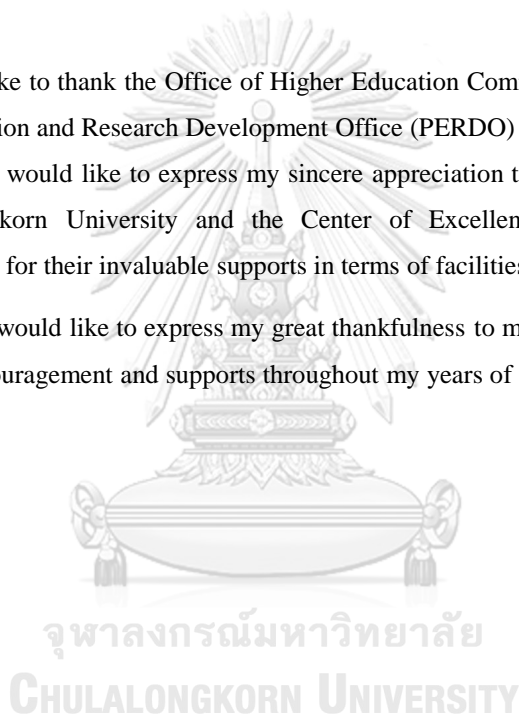 ke to thank the Office of Higher Education Com
ion and Research Development Office (PERDO)
would like to express my sincere appreciation t
korn University and the Center of Excellen
for their invaluable supports in terms of facilities
would like to express my great thankfulness to m
ouragement and supports throughout my years of
จุฬาลงกรณ์มหาวิทยาลัย
CHULALONGKORN UNIVERSITY